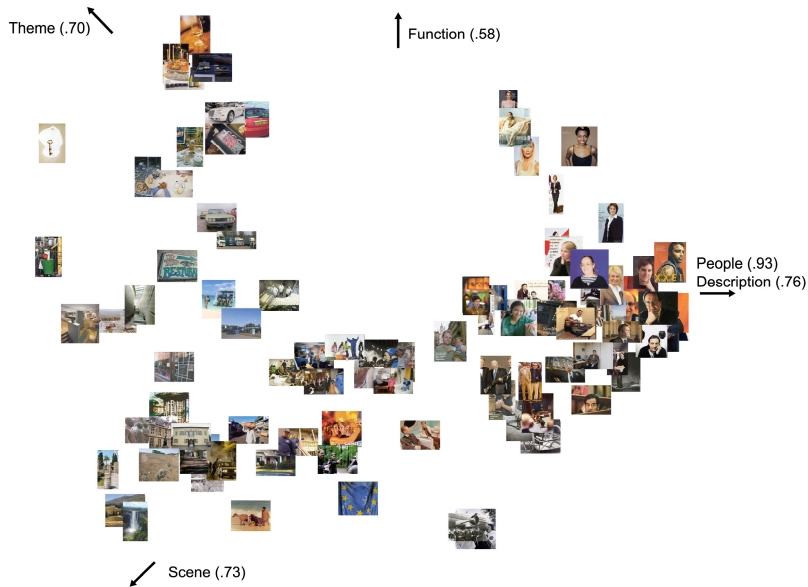 Theme (.70)
Function (.58)
People (.93)
Description (.76)
Scene (.73)